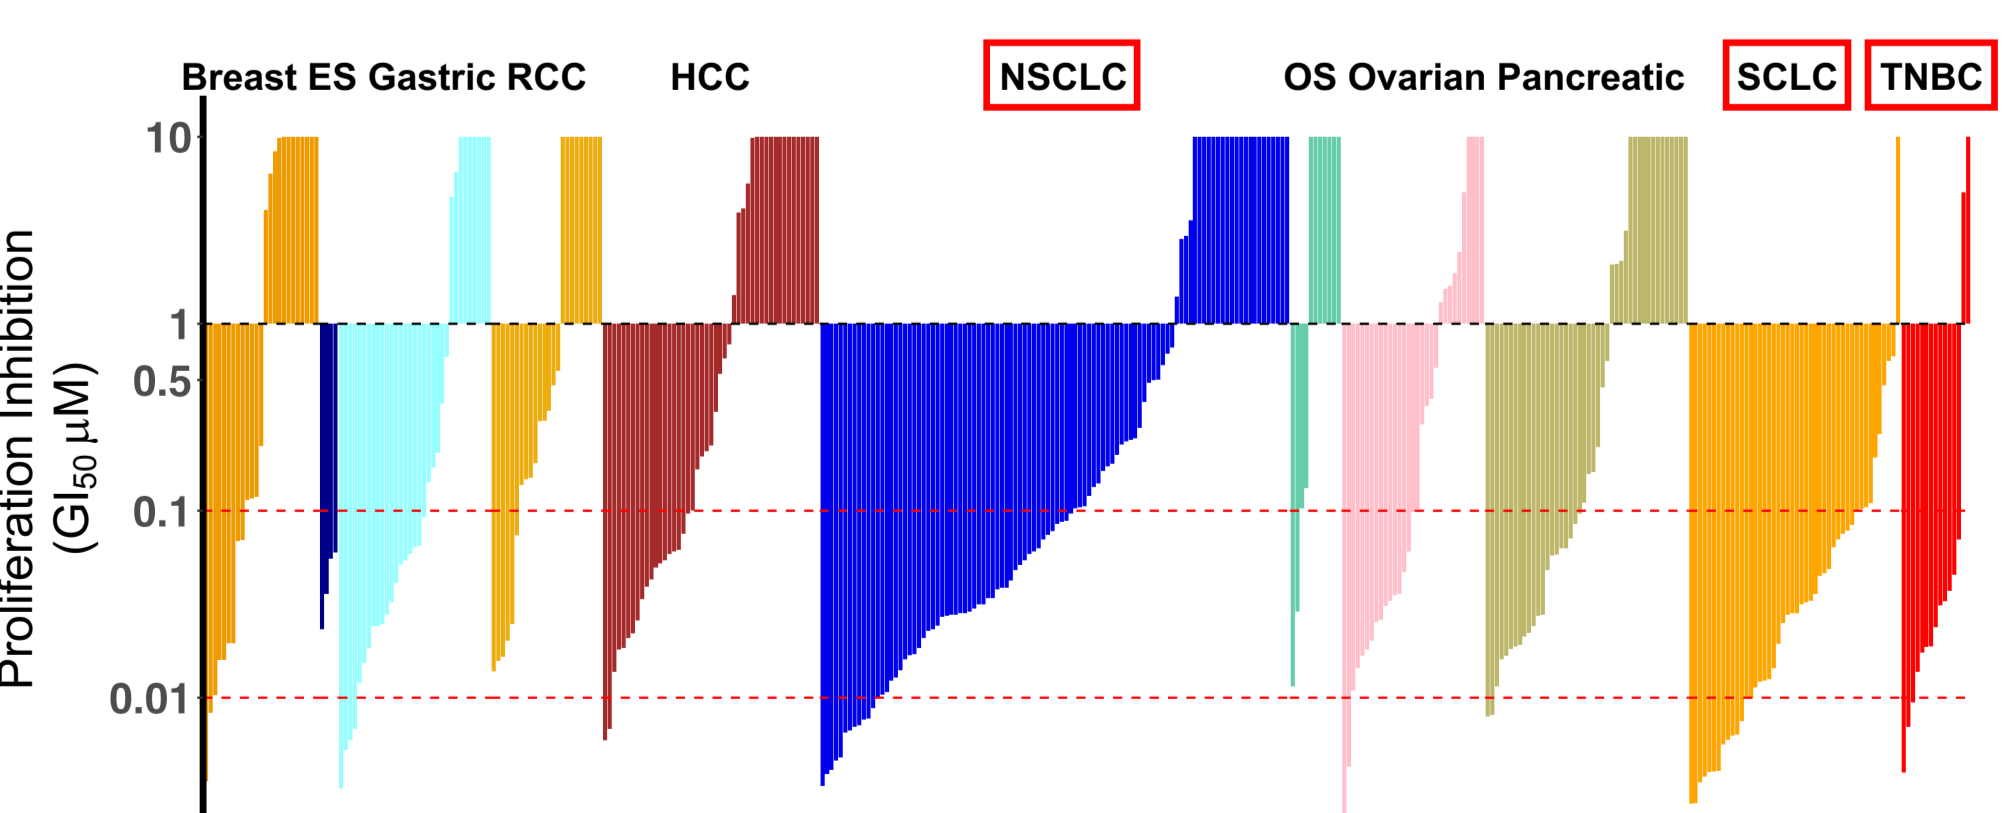 Breast ES Gastric RCC HCC NSCLC OS Ovarian Pancreatic SCLC TNBC
Proliferation Inhibition
(GI50 μM)
10
1
0.5
0.1
0.01